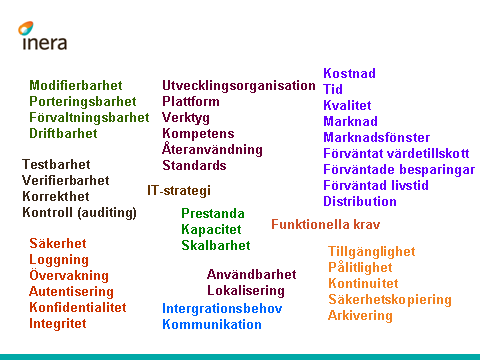 inera
Modifierbarhet
Porteringsbarhet
Förvaltningsbarhet
Driftbarhet
Utvecklingsorganisation
Plattform
Verktyg
Kompetens
Återanvändning
Standards
Kostnad
Tid
Kvalitet
Marknad
Marknadsfönster
Förväntat värdetillskott
Förväntade besparingar
Förväntad livstid
Distribution
Testbarhet
Verifierbarhet
Korrekthet
Kontroll (auditing)
IT-strategi
Prestanda
Kapacitet
Skalbarhet
Funktionella krav
Säkerhet
Loggning
Övervakning
Autentisering
Konfidentialitet
Integritet
Användbarhet
Lokalisering
Intergrationsbehov
Kommunikation
Tillgänglighet
Pålitlighet
Kontinuitet
Säkerhetskopiering
Arkivering